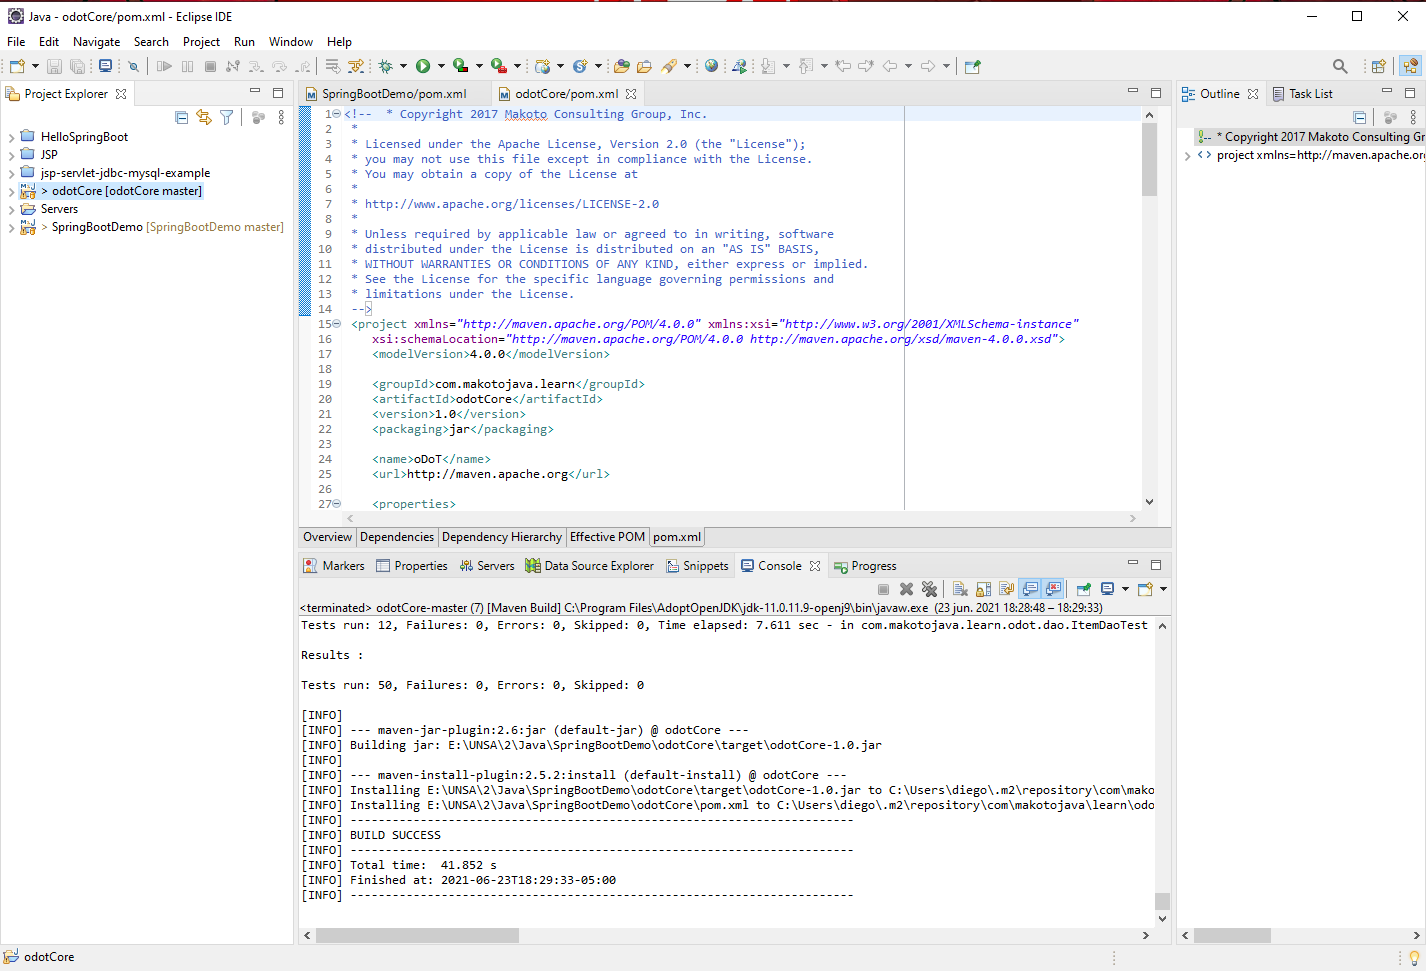 Java - odotCore/pom.xml - Eclipse IDE
File Edit Navigate Search Project Run Window Help
Project Explorer
HelloSpringBoot
JSP
jsp-servlet-jdbc-mysql-example
> odotCore [odotCore master]
Servers
> SpringBootDemo [SpringBootDemo master]
SpringBootDemo/pom.xml odotCore/pom.xml
1 <!--  * Copyright 2017 Makoto Consulting Group, Inc.
2  *
3  * Licensed under the Apache License, Version 2.0 (the "License");
4  * you may not use this file except in compliance with the License.
5  * You may obtain a copy of the License at
6  *
7  * http://www.apache.org/licenses/LICENSE-2.0
8  *
9  * Unless required by applicable law or agreed to in writing, software
10  * distributed under the License is distributed on an "AS IS" BASIS,
11  * WITHOUT WARRANTIES OR CONDITIONS OF ANY KIND, either express or implied.
12  * See the License for the specific language governing permissions and
13  * limitations under the License.
14  -->
15 <project xmlns="http://maven.apache.org/POM/4.0.0" xmlns:xsi="http://www.w3.org/2001/XMLSchema-instance"
16 xsi:schemaLocation="http://maven.apache.org/POM/4.0.0 http://maven.apache.org/xsd/maven-4.0.0.xsd">
17 <modelVersion>4.0.0</modelVersion>
18
19 <groupId>com.makotojava.learn</groupId>
20 <artifactId>odotCore</artifactId>
21 <version>1.0</version>
22 <packaging>jar</packaging>
23
24 <name>oDoT</name>
25 <url>http://maven.apache.org</url>
26
27 <properties>
Overview Dependencies Dependency Hierarchy Effective POM pom.xml
Outline Task List
* Copyright 2017 Makoto Consulting Gr
project xmlns=http://maven.apache.or
Markers Properties Servers Data Source Explorer Snippets Console Progress
<terminated> odotCore-master (7) [Maven Build] C:\Program Files\AdoptOpenJDK\jdk-11.0.11.9-openj9\bin\javaw.exe (23 jun. 2021 18:28:48 – 18:29:33)
Tests run: 12, Failures: 0, Errors: 0, Skipped: 0, Time elapsed: 7.611 sec - in com.makotojava.learn.odot.dao.ItemDaoTest
Results :
Tests run: 50, Failures: 0, Errors: 0, Skipped: 0
[INFO]
[INFO] --- maven-jar-plugin:2.6:jar (default-jar) @ odotCore ---
[INFO] Building jar: E:\UNSA\2\Java\SpringBootDemo\odotCore\target\odotCore-1.0.jar
[INFO]
[INFO] --- maven-install-plugin:2.5.2:install (default-install) @ odotCore ---
[INFO] Installing E:\UNSA\2\Java\SpringBootDemo\odotCore\target\odotCore-1.0.jar to C:\Users\diego\.m2\repository\com\mako
[INFO] Installing E:\UNSA\2\Java\SpringBootDemo\odotCore\pom.xml to C:\Users\diego\.m2\repository\com\makotojava\learn\odo
[INFO] ------------------------------------------------------------------------
[INFO] BUILD SUCCESS
[INFO] ------------------------------------------------------------------------
[INFO] Total time:  41.852 s
[INFO] Finished at: 2021-06-23T18:29:33-05:00
[INFO] ------------------------------------------------------------------------
odotCore